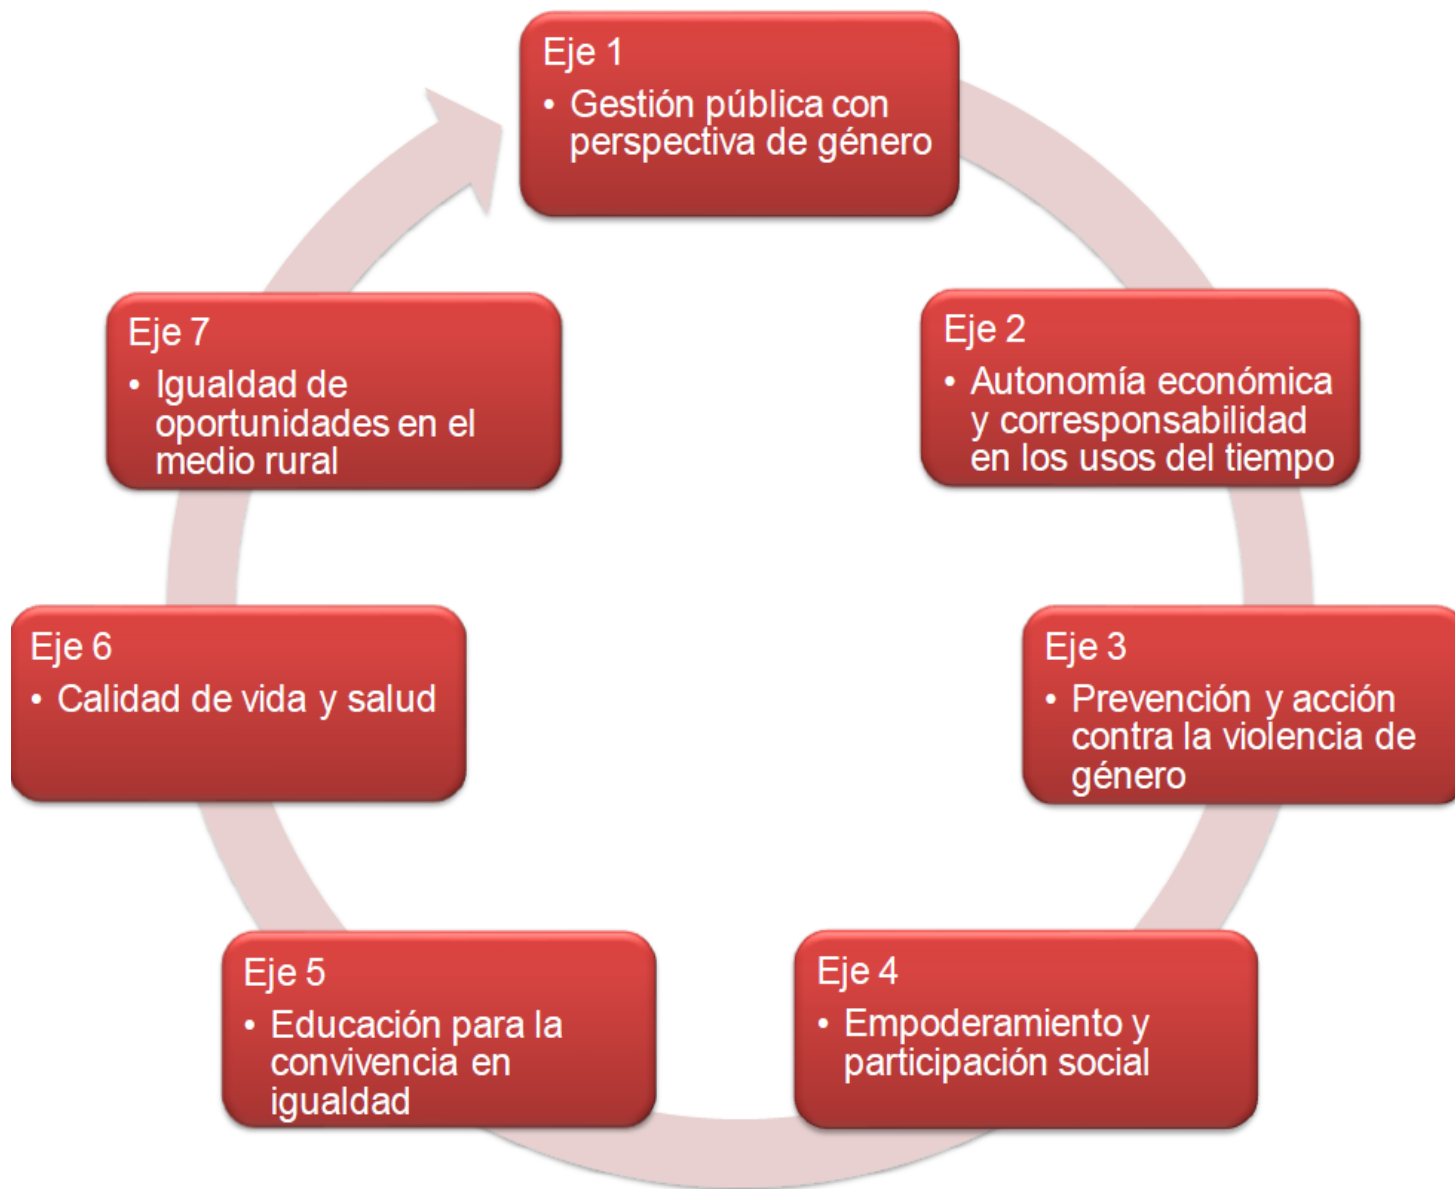 Eje 1
• Gestión pública con
perspectiva de género
Eje 2
• Autonomía económica
y corresponsabilidad
en los usos del tiempo
Eje 3
• Prevención y acción
contra la violencia de
género
Eje 4
• Empoderamiento y
participación social
Eje 5
• Educación para la
convivencia en
igualdad
Eje 6
• Calidad de vida y salud
Eje 7
• Igualdad de
oportunidades en el
medio rural